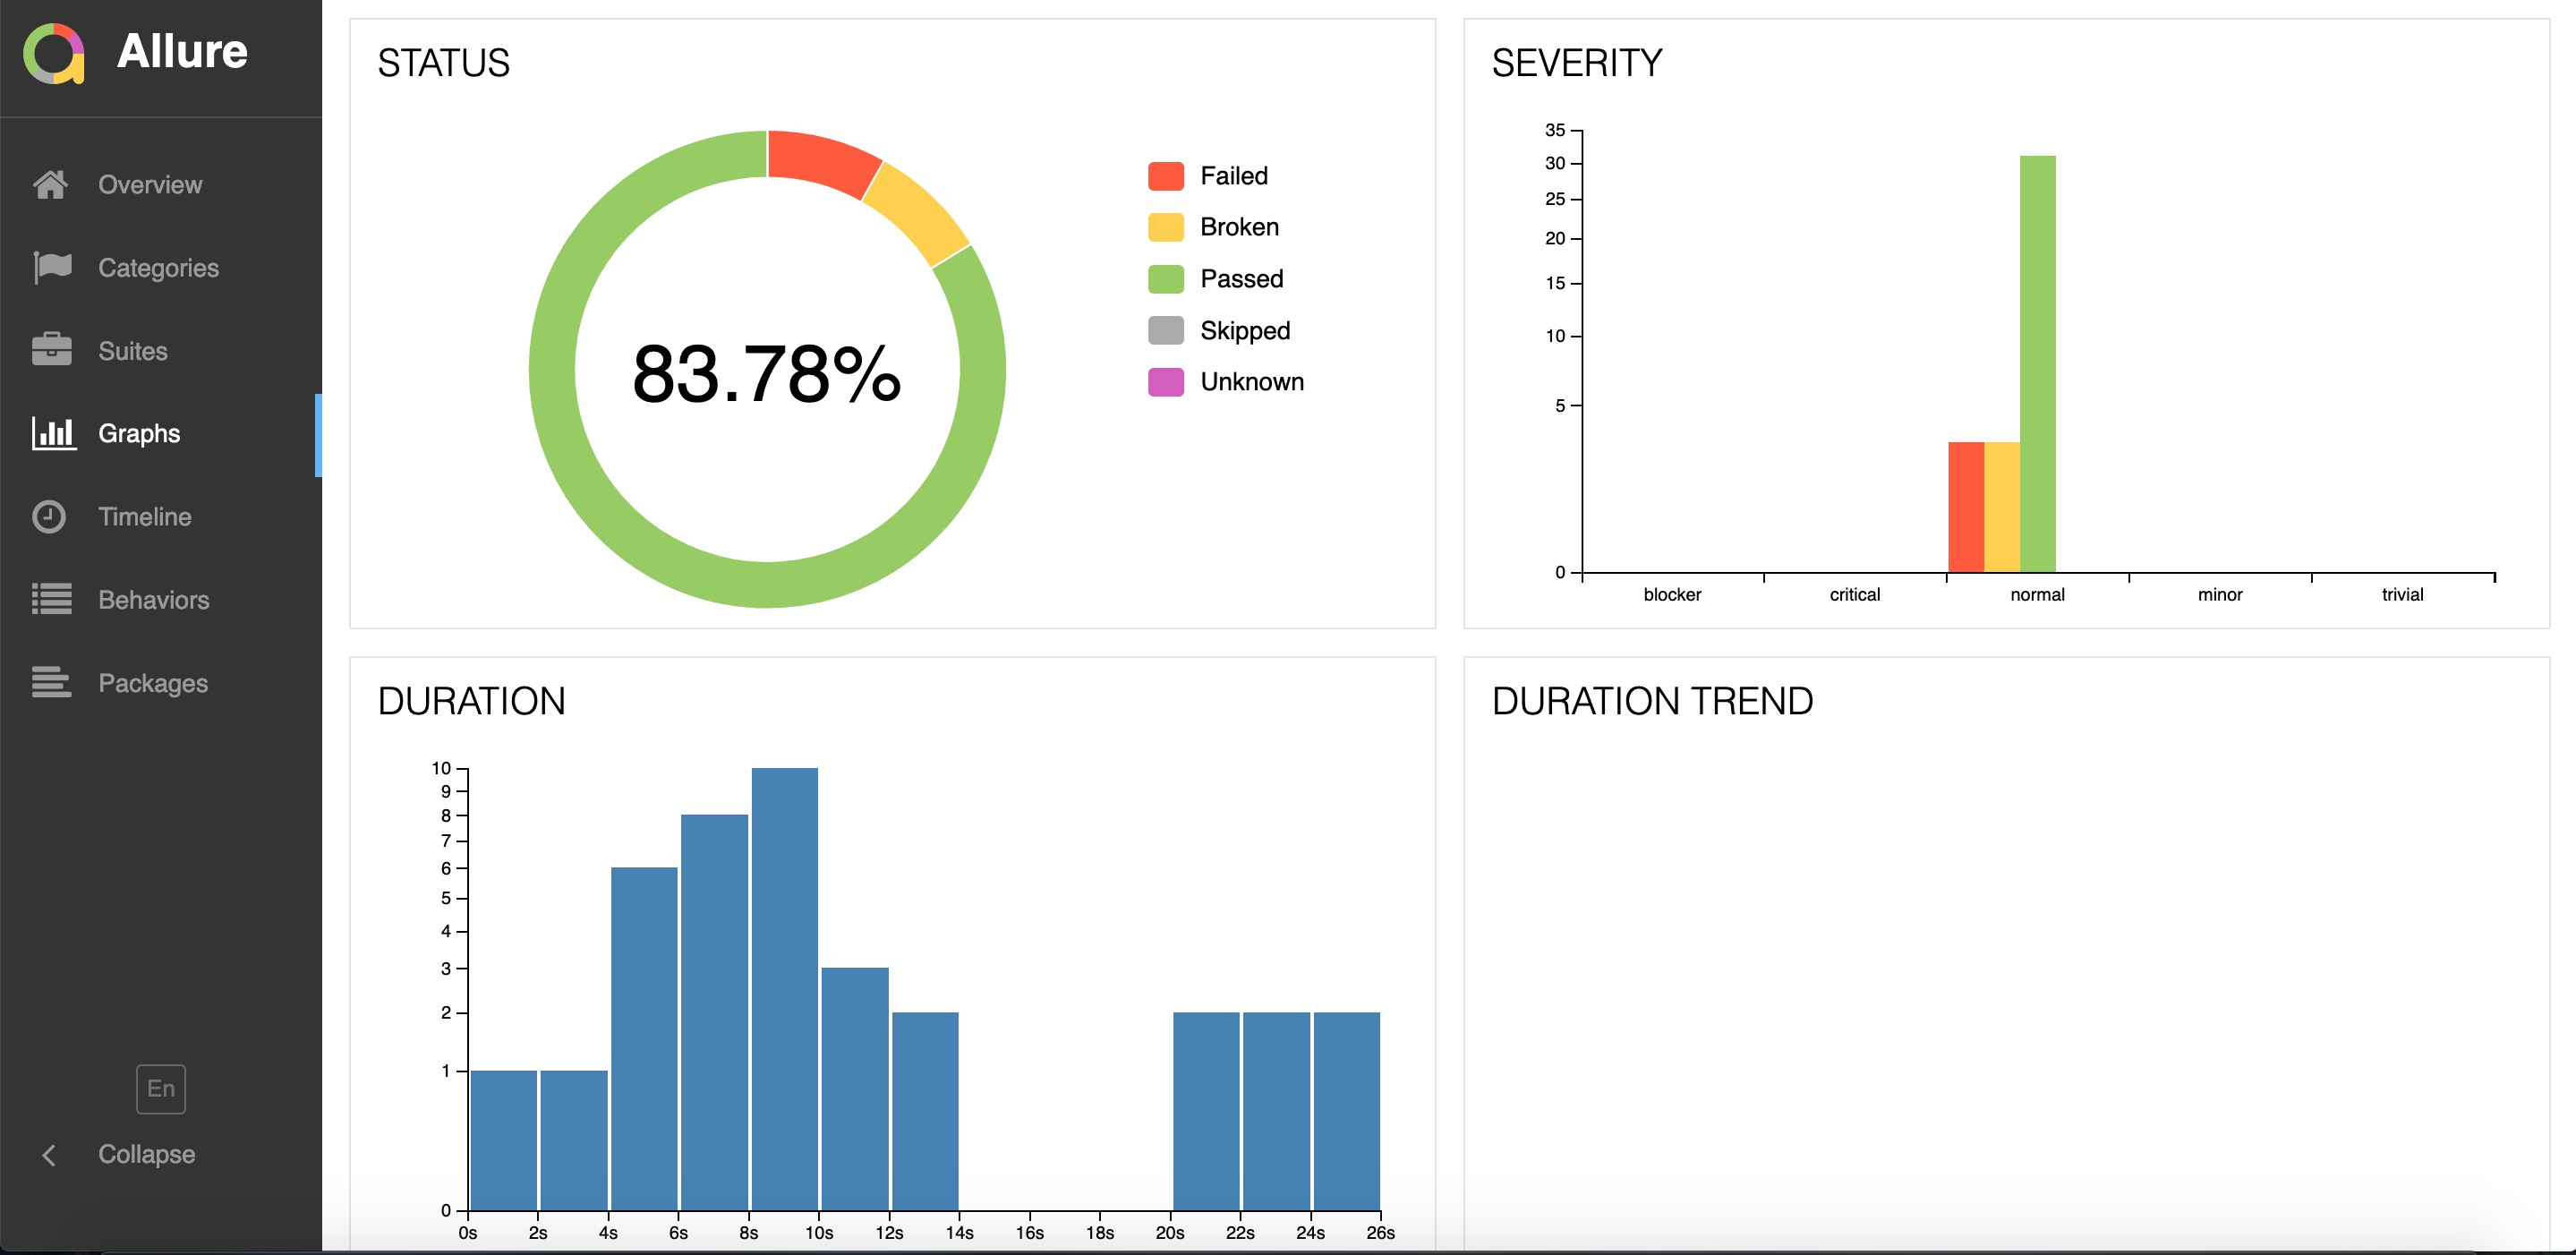 Allure
Overview
Categories
Suites
Graphs
Timeline
Behaviors
Packages
En
Collapse
STATUS
83.78%
Failed
Broken
Passed
Skipped
Unknown
SEVERITY
35
30
25
20
15
10
5
0
blocker critical normal minor trivial
DURATION
10
9
8
7
6
5
4
3
2
1
0
0s 2s 4s 6s 8s 10s 12s 14s 16s 18s 20s 22s 24s 26s
DURATION TREND